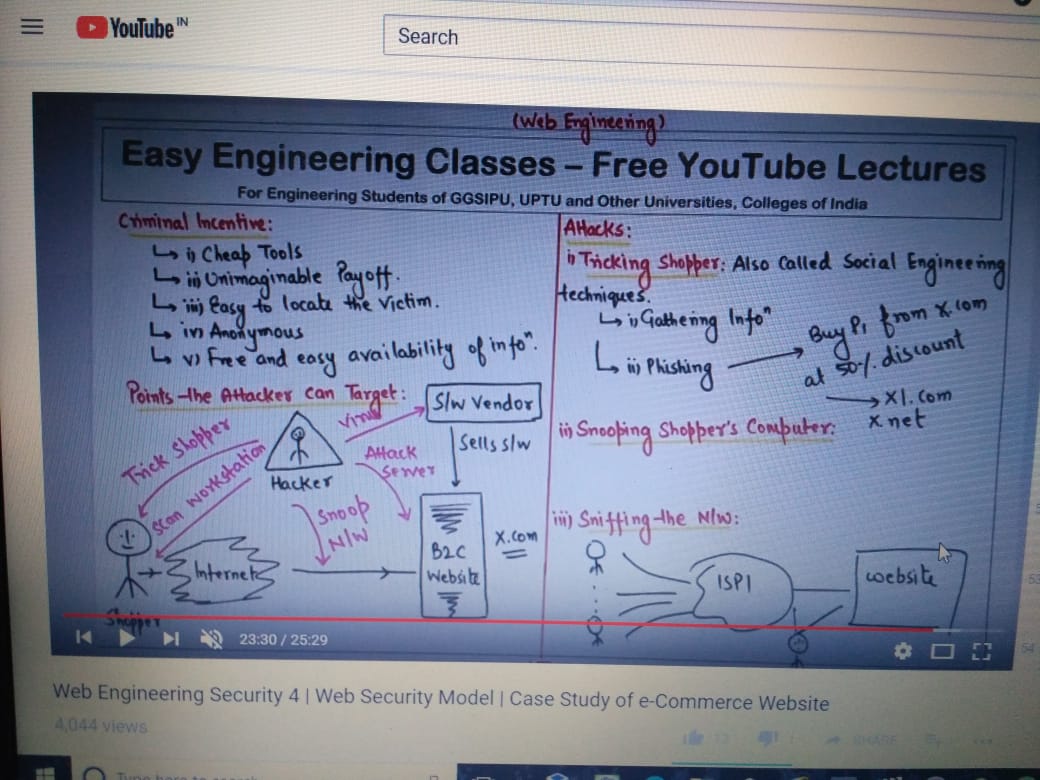 YouTube IN
Search
(Web Engineering)
Easy Engineering Classes – Free YouTube Lectures
For Engineering Students of GGSIPU, UPTU and Other Universities, Colleges of India
Criminal Incentive:
i) Cheap Tools
ii) Unimaginable Payoff.
iii) Easy to locate the Victim.
iv) Anonymous
v) Free and easy availability of infoⁿ.
Points the Attacker can Target:
Hacker
Trick Shopper
Scan workstation
Virus
Attack Server
Snoop N/W
S/w Vendor
Sells s/w
Shopper
Internet
B2C
Website
X.com
Attacks:
i) Tricking Shopper: Also Called Social Engineering
techniques.
i) Gathering Infoⁿ
ii) Phishing
Buy P1 from X.com
at 50% discount
X1.com
X.net
ii) Snooping Shopper's Computer:
iii) Sniffing the N/W:
ISP1
website
23:30 / 25:29
Web Engineering Security 4 | Web Security Model | Case Study of e-Commerce Website
4,044 views
SHARE
Type here to